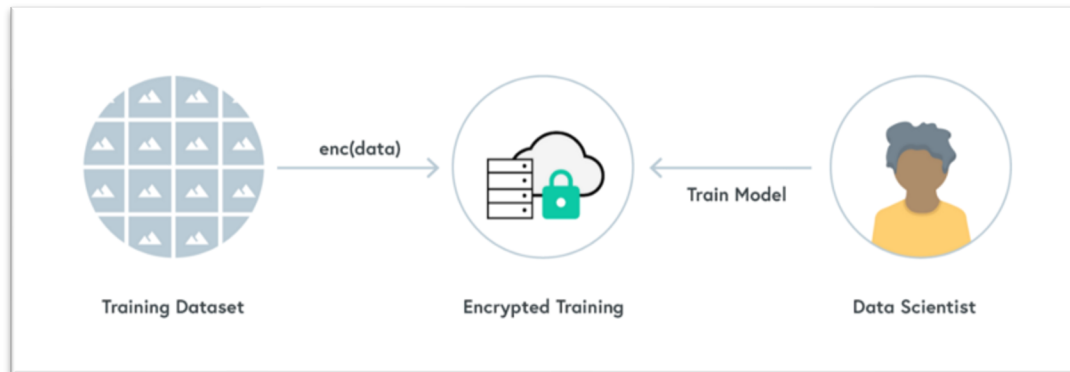 enc(data)
Train Model
Training Dataset
Encrypted Training
Data Scientist